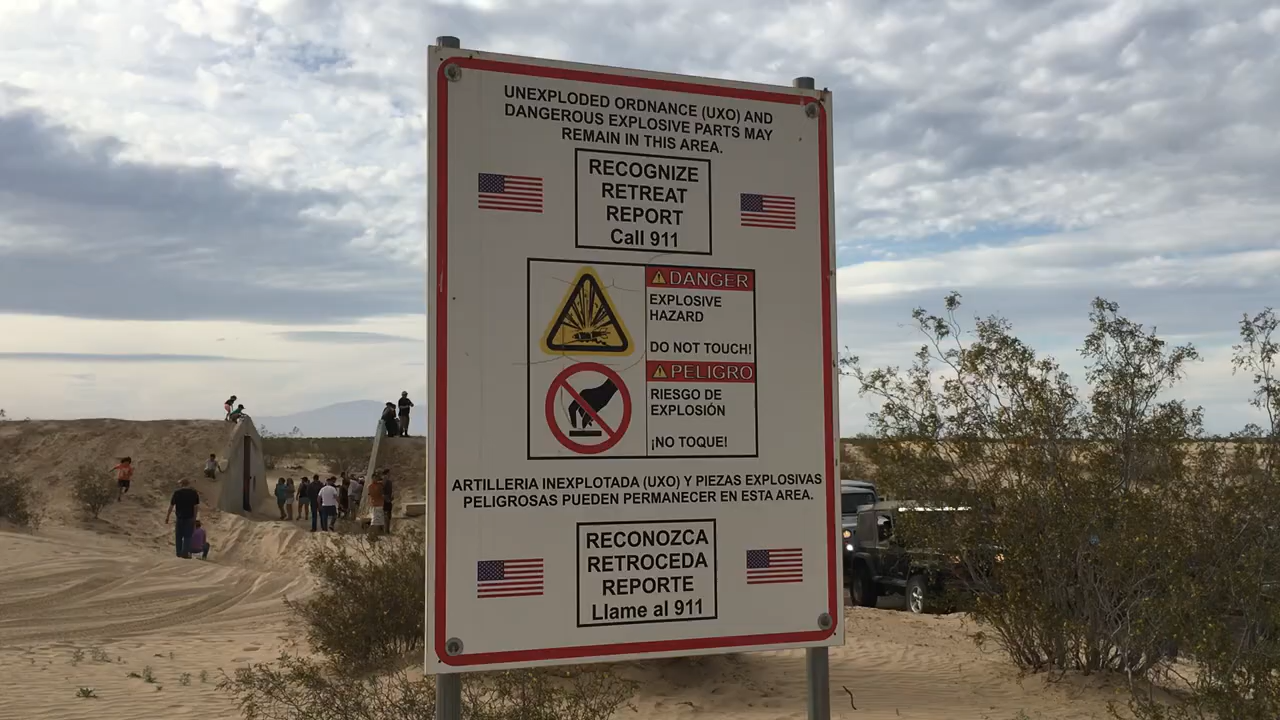 UNEXPLODED ORDNANCE (UXO) AND
DANGEROUS EXPLOSIVE PARTS MAY
REMAIN IN THIS AREA.
RECOGNIZE
RETREAT
REPORT
Call 911
DANGER
EXPLOSIVE
HAZARD
DO NOT TOUCH!
PELIGRO
RIESGO DE
EXPLOSIÓN
¡NO TOQUE!
ARTILLERIA INEXPLOTADA (UXO) Y PIEZAS EXPLOSIVAS
PELIGROSAS PUEDEN PERMANECER EN ESTA AREA.
RECONOZCA
RETROCEDA
REPORTE
Llame al 911